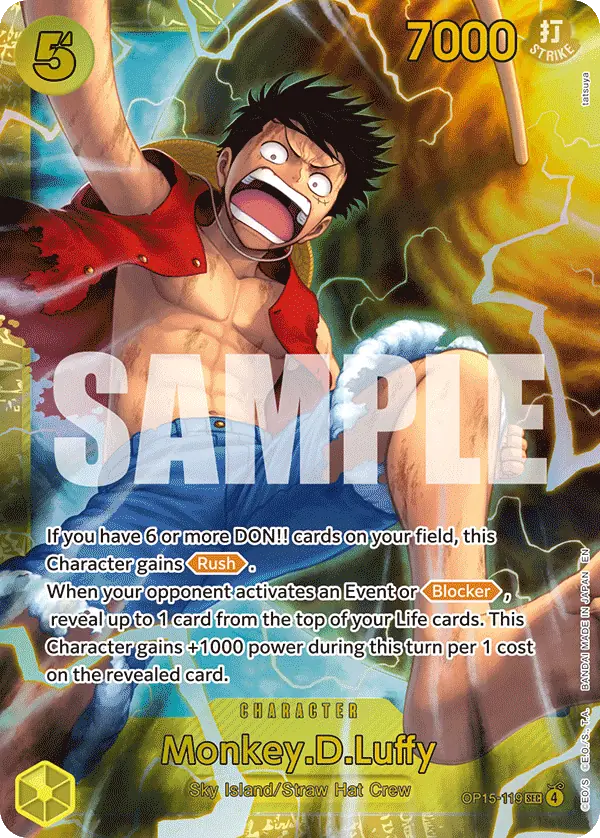 5
7000
打
STRIKE
tatsuya
SAMPLE
If you have 6 or more DON!! cards on your field, this
Character gains Rush.
When your opponent activates an Event or Blocker,
reveal up to 1 card from the top of your Life cards. This
Character gains +1000 power during this turn per 1 cost
on the revealed card.
CHARACTER
Monkey.D.Luffy
Sky Island/Straw Hat Crew
OP15-119 SEC 4
©E.O/S. ©E.O./S., T.A. BANDAI MADE IN JAPAN EN